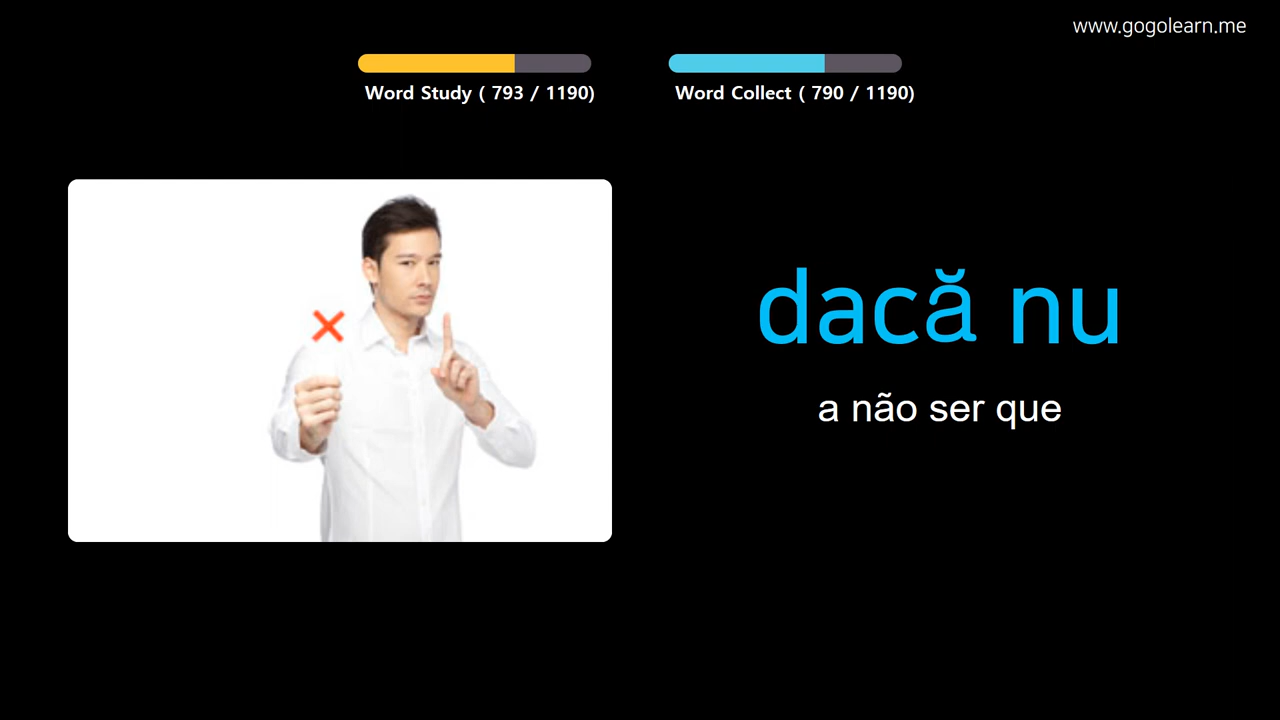 www.gogolearn.me
Word Study ( 793 / 1190)
Word Collect ( 790 / 1190)
dacă nu
a não ser que